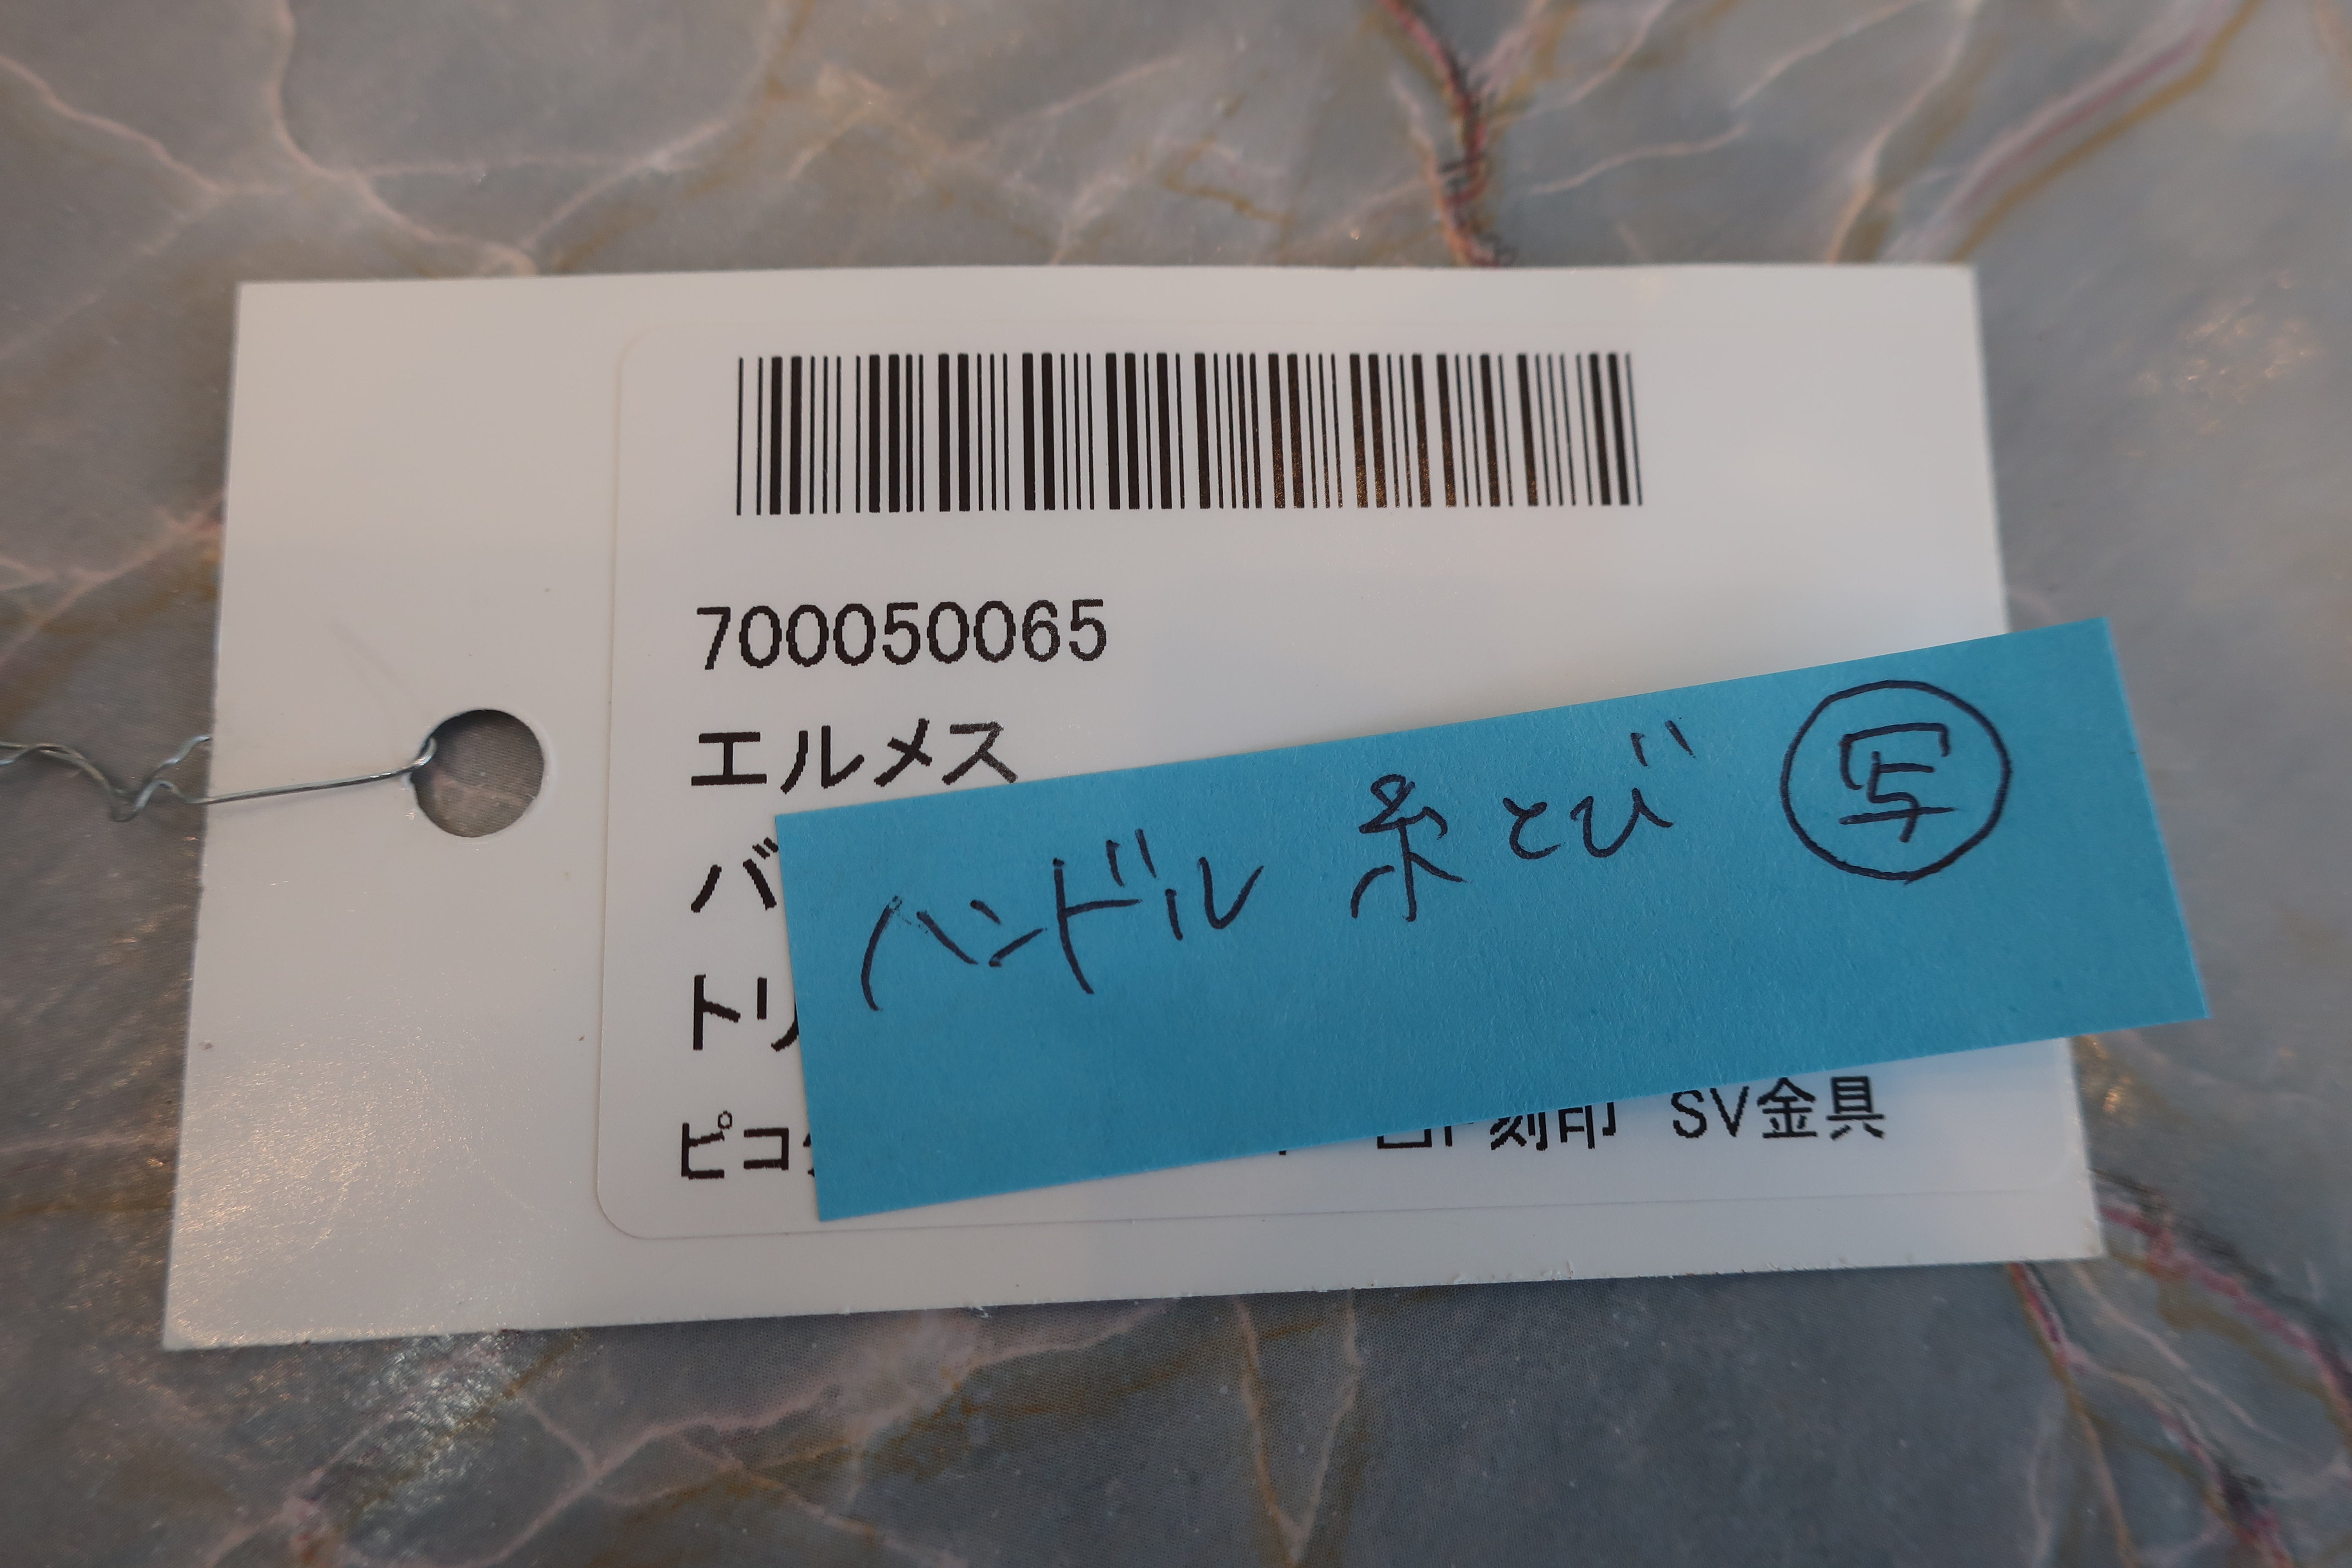 700050065
エルメス
ハンドル 糸とび 写
バ
トリ
ピコ 刻印 SV金具